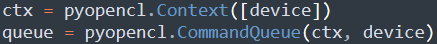 ctx = pyopencl.Context([device])
queue = pyopencl.CommandQueue(ctx, device)